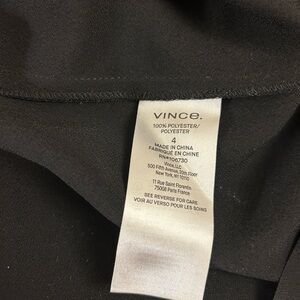 VINCE.
100% POLYESTER/
POLYESTER
4
MADE IN CHINA
FABRIQUÉ EN CHINE
RN#106730
Vince, LLC
500 Fifth Avenue, 20th Floor
New York, NY 10110
11 Rue Saint Florentin
75008 Paris France
SEE REVERSE FOR CARE
VOIR AU VERSO POUR LES SOINS